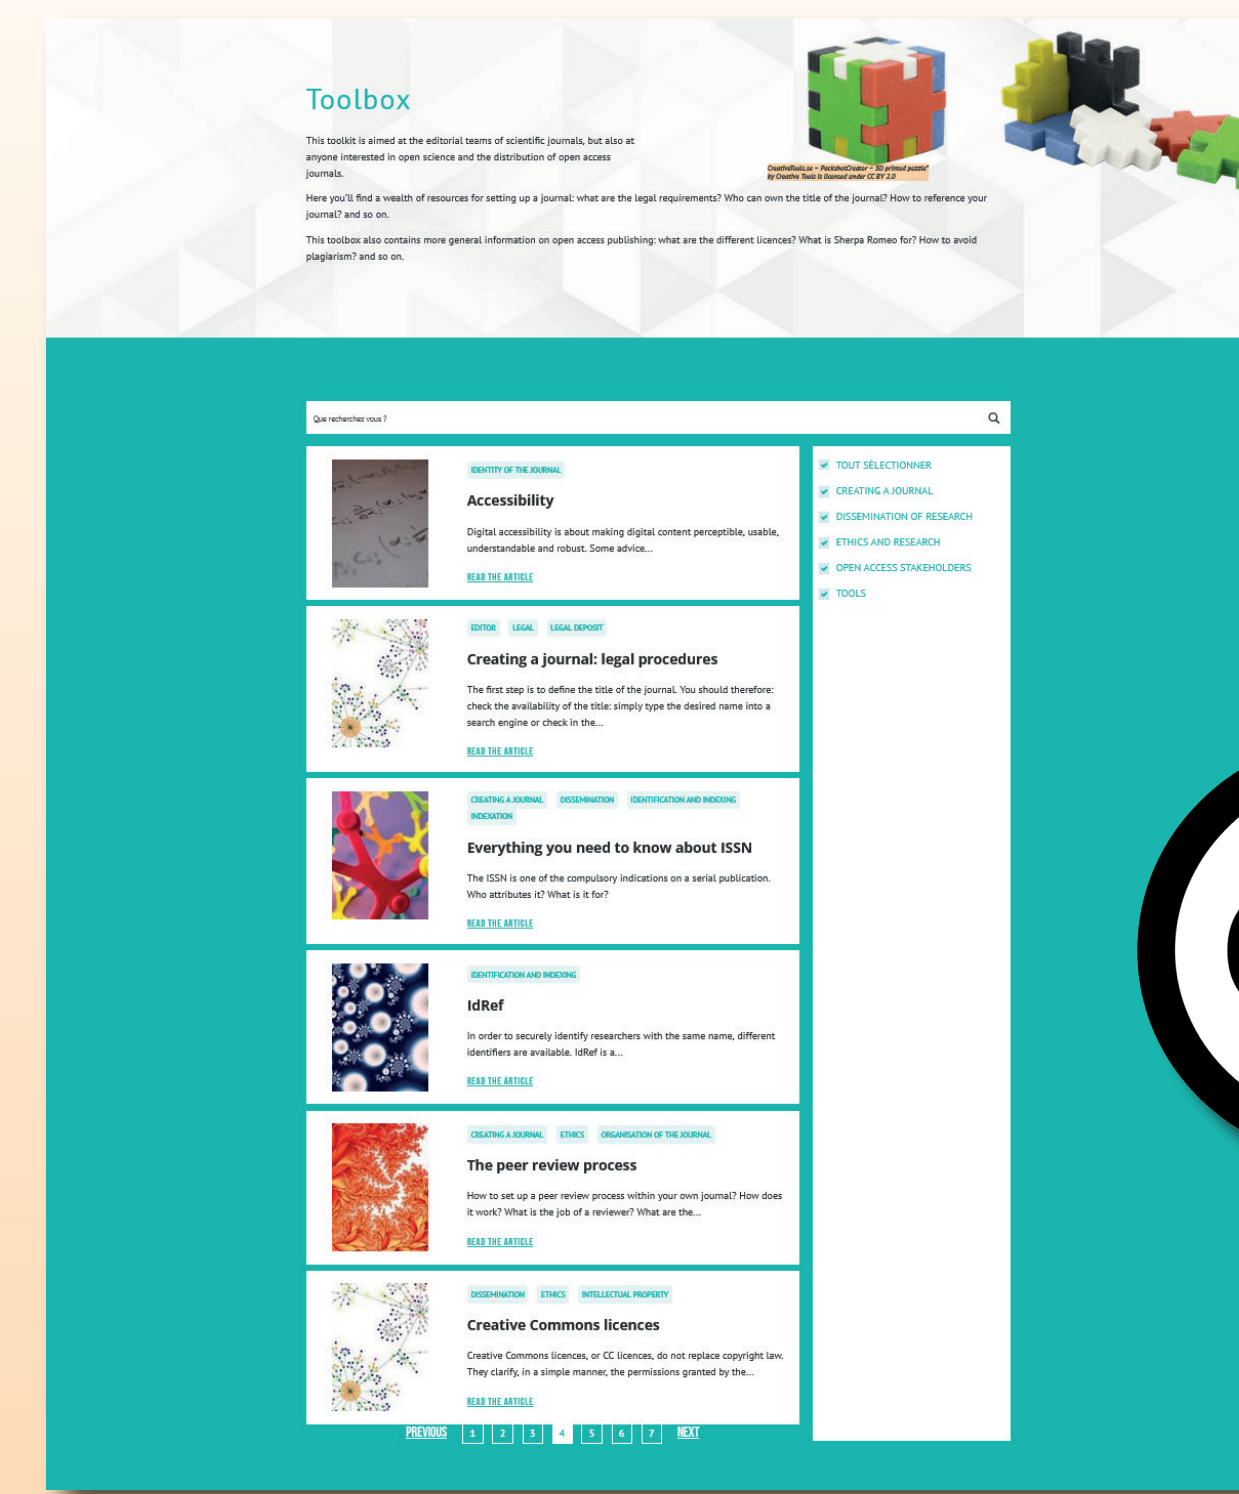 Toolbox
This toolkit is aimed at the editorial teams of scientific journals, but also at
anyone interested in open science and the distribution of open access
journals.
CreativeTools.se – PackshotCreator – 3D printed puzzle"
by Creative Tools is licensed under CC BY 2.0
Here you'll find a wealth of resources for setting up a journal: what are the legal requirements? Who can own the title of the journal? How to reference your
journal? and so on.
This toolbox also contains more general information on open access publishing: what are the different licences? What is Sherpa Romeo for? How to avoid
plagiarism? and so on.
Que recherchez vous ?
IDENTITY OF THE JOURNAL
Accessibility
Digital accessibility is about making digital content perceptible, usable,
understandable and robust. Some advice...
READ THE ARTICLE
EDITOR LEGAL LEGAL DEPOSIT
Creating a journal: legal procedures
The first step is to define the title of the journal. You should therefore:
check the availability of the title: simply type the desired name into a
search engine or check in the...
READ THE ARTICLE
CREATING A JOURNAL DISSEMINATION IDENTIFICATION AND INDEXING
INDEXATION
Everything you need to know about ISSN
The ISSN is one of the compulsory indications on a serial publication.
Who attributes it? What is it for?
READ THE ARTICLE
IDENTIFICATION AND INDEXING
IdRef
In order to securely identify researchers with the same name, different
identifiers are available. IdRef is a...
READ THE ARTICLE
CREATING A JOURNAL ETHICS ORGANISATION OF THE JOURNAL
The peer review process
How to set up a peer review process within your own journal? How does
it work? What is the job of a reviewer? What are the...
READ THE ARTICLE
DISSEMINATION ETHICS INTELLECTUAL PROPERTY
Creative Commons licences
Creative Commons licences, or CC licences, do not replace copyright law.
They clarify, in a simple manner, the permissions granted by the...
READ THE ARTICLE
PREVIOUS 1 2 3 4 5 6 7 NEXT
TOUT SÉLECTIONNER
CREATING A JOURNAL
DISSEMINATION OF RESEARCH
ETHICS AND RESEARCH
OPEN ACCESS STAKEHOLDERS
TOOLS